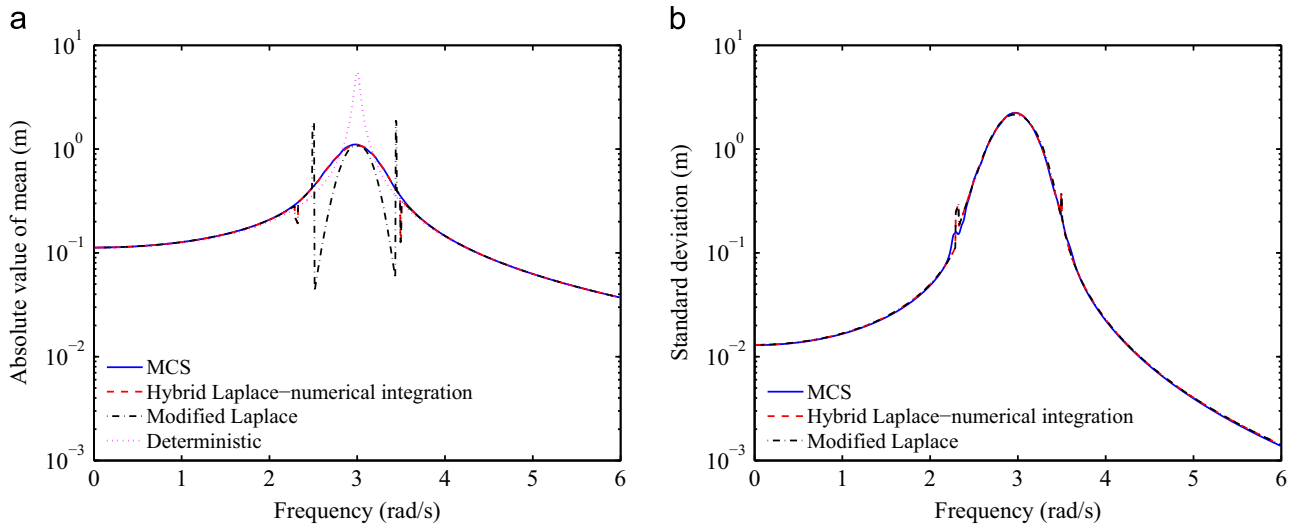 a
Absolute value of mean (m)
10^1
10^0
10^-1
10^-2
10^-3
MCS
Hybrid Laplace−numerical integration
Modified Laplace
Deterministic
0 1 2 3 4 5 6
Frequency (rad/s)
b
Standard deviation (m)
10^1
10^0
10^-1
10^-2
10^-3
MCS
Hybrid Laplace−numerical integration
Modified Laplace
0 1 2 3 4 5 6
Frequency (rad/s)